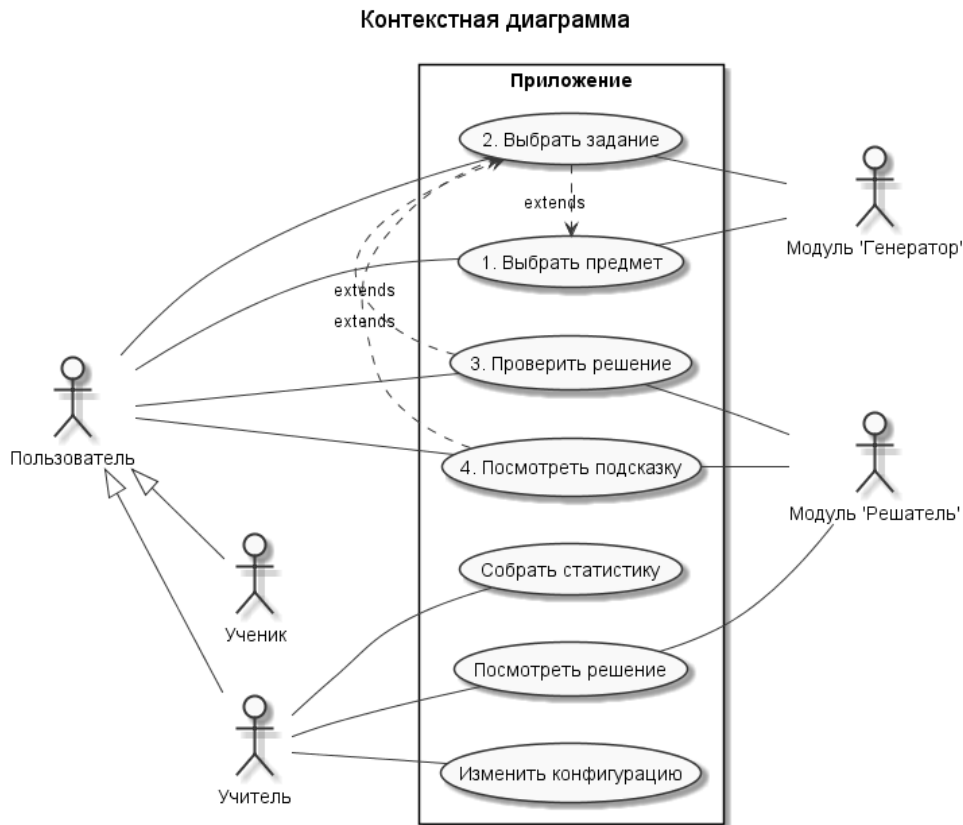 Контекстная диаграмма
Приложение
2. Выбрать задание
extends
Модуль 'Генератор'
1. Выбрать предмет
extends
extends
3. Проверить решение
Пользователь
4. Посмотреть подсказку
Модуль 'Решатель'
Собрать статистику
Ученик
Посмотреть решение
Изменить конфигурацию
Учитель